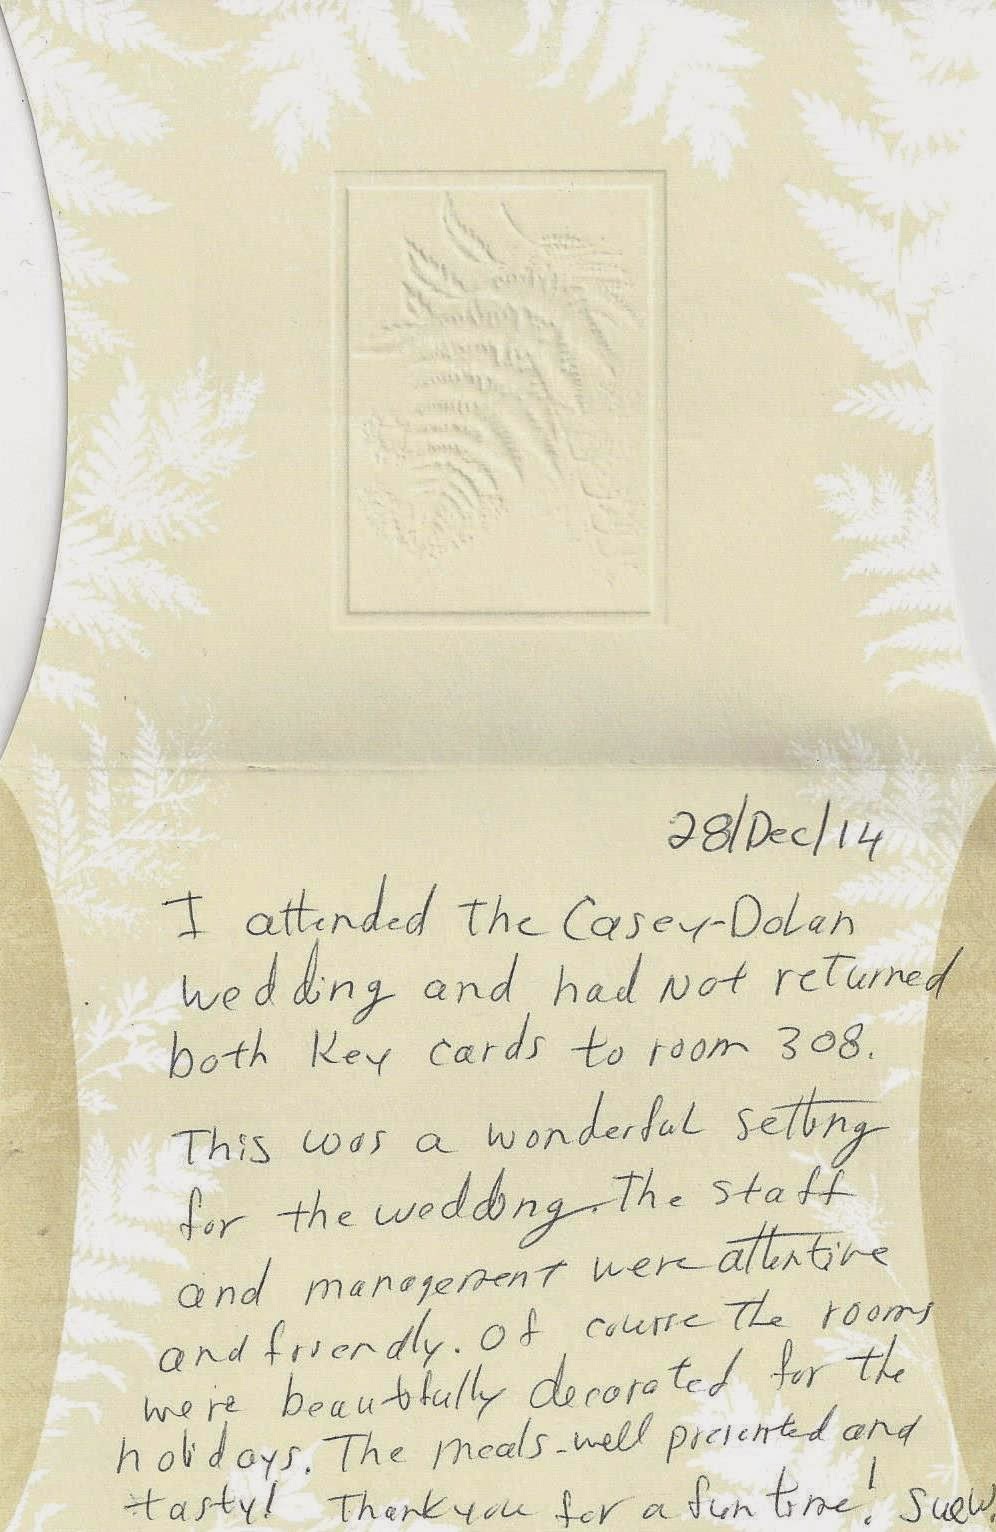 28/Dec/14
I attended the Casey-Dolan
wedding and had not returned
both key cards to room 308.
This was a wonderful setting
for the wedding. The staff
and management were attentive
and friendly. Of course the rooms
were beautifully decorated for the
holidays. The meals-well presented and
tasty! Thank you for a fun time! SueW.